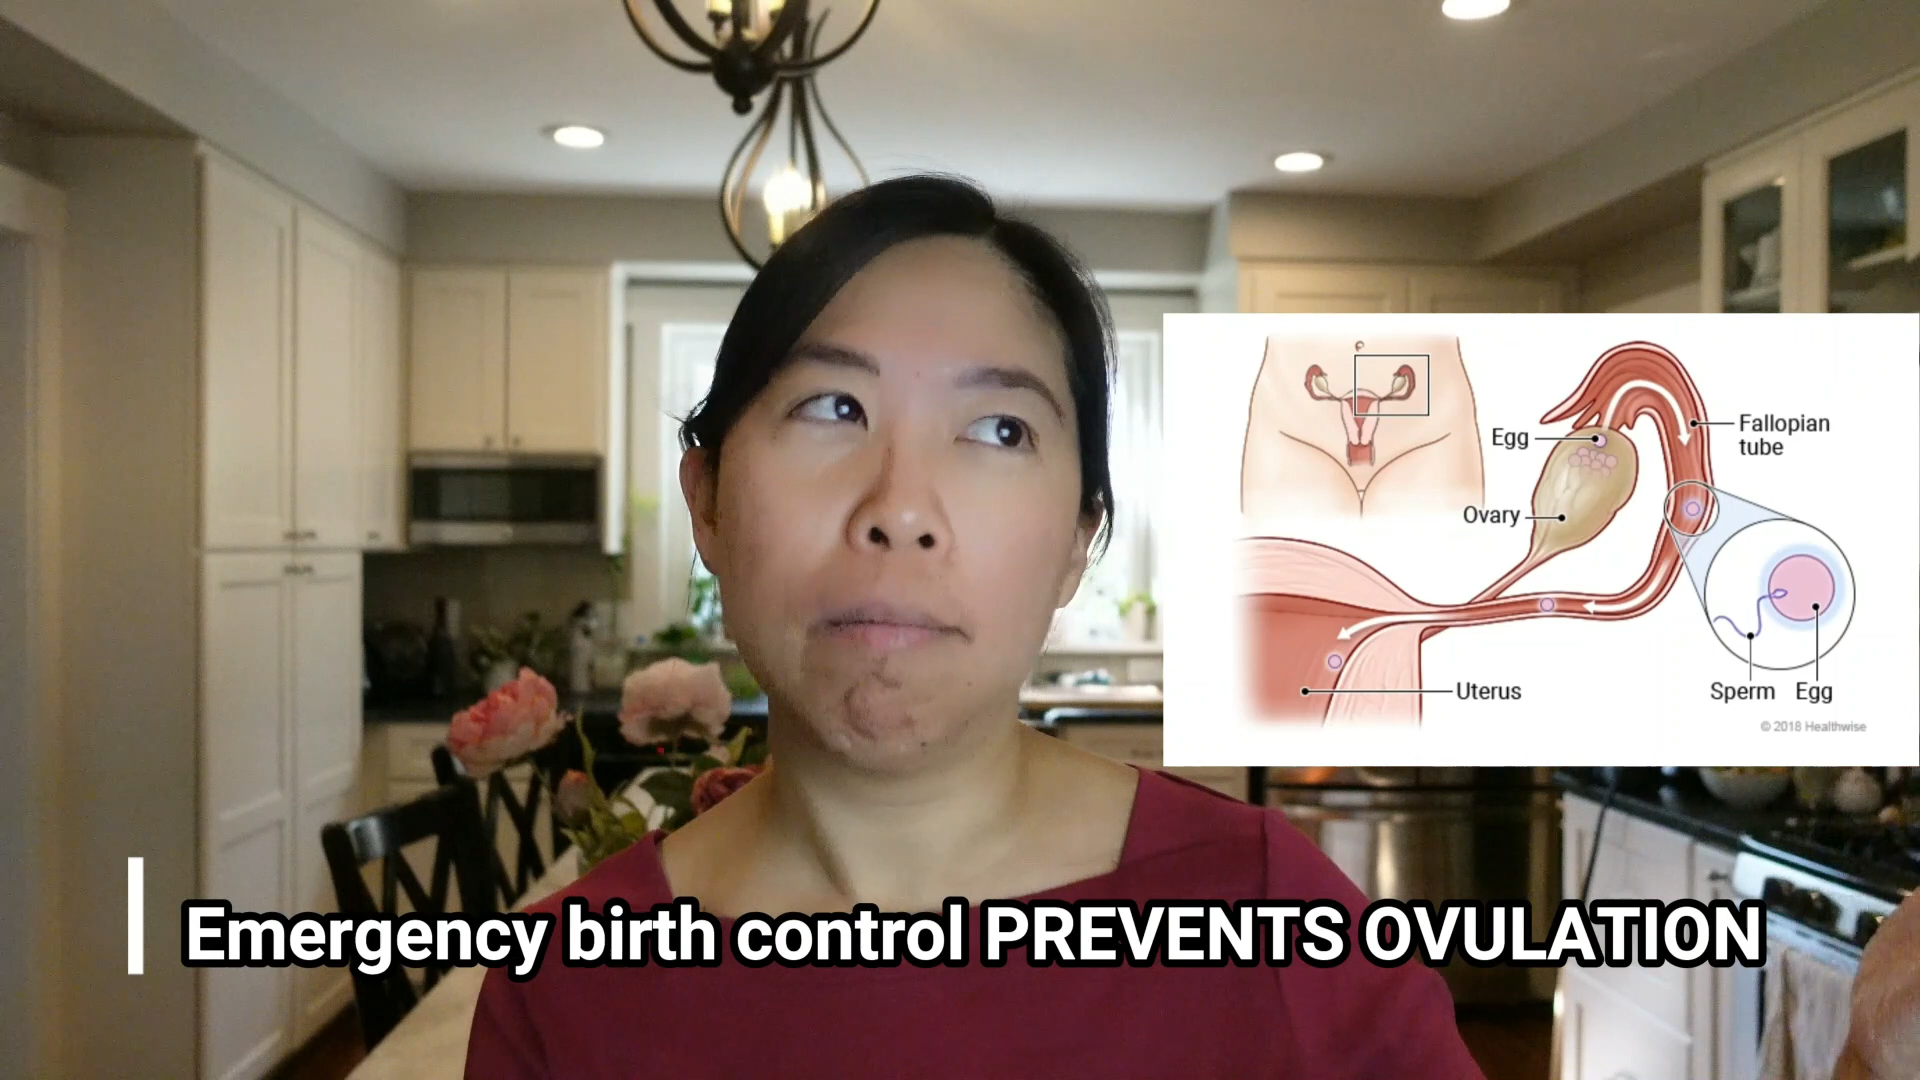 Egg
Fallopian
tube
Ovary
Uterus
Sperm Egg
© 2018 Healthwise
Emergency birth control PREVENTS OVULATION